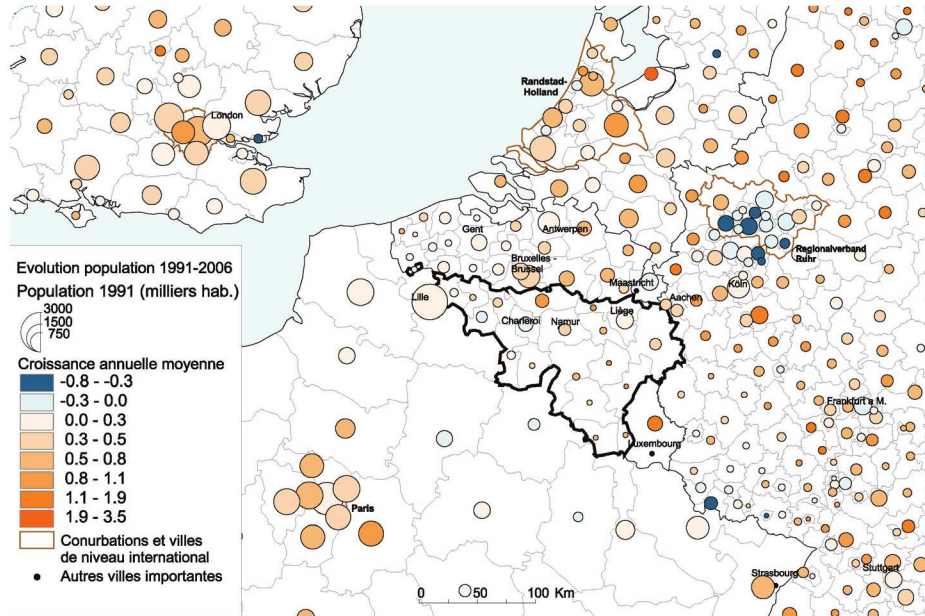 Randstad-
Holland
London
Gent
Antwerpen
Regionalverband
Ruhr
Bruxelles -
Brussel
Maastricht
Köln
Aachen
Lille
Charleroi
Namur
Liège
Frankfurt a M.
Luxembourg
Paris
Strasbourg
Stuttgart
Evolution population 1991-2006
Population 1991 (milliers hab.)
3000
1500
750
Croissance annuelle moyenne
-0.8 - -0.3
-0.3 - 0.0
0.0 - 0.3
0.3 - 0.5
0.5 - 0.8
0.8 - 1.1
1.1 - 1.9
1.9 - 3.5
Conurbations et villes
de niveau international
Autres villes importantes
0 50 100 Km